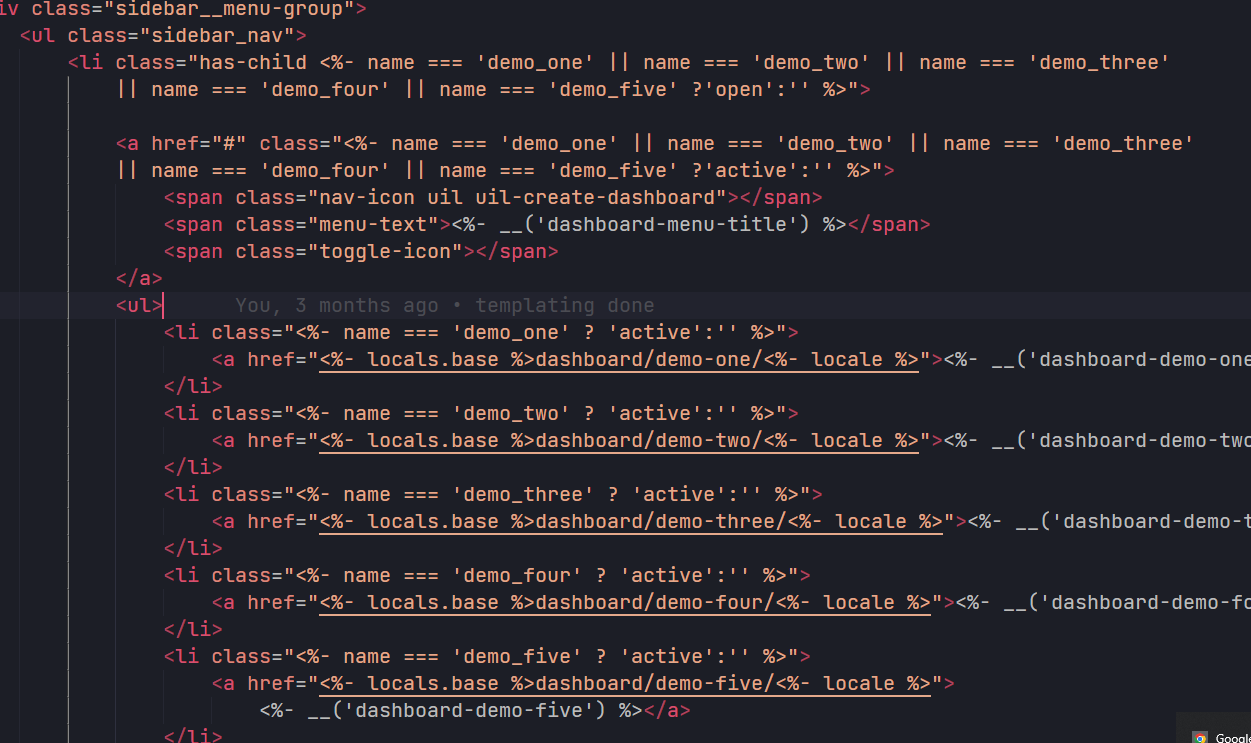 iv class="sidebar__menu-group">
<ul class="sidebar_nav">
<li class="has-child <%- name === 'demo_one' || name === 'demo_two' || name === 'demo_three'
|| name === 'demo_four' || name === 'demo_five' ?'open':'' %>">
<a href="#" class="<%- name === 'demo_one' || name === 'demo_two' || name === 'demo_three'
|| name === 'demo_four' || name === 'demo_five' ?'active':'' %>">
<span class="nav-icon uil uil-create-dashboard"></span>
<span class="menu-text"><%- __('dashboard-menu-title') %></span>
<span class="toggle-icon"></span>
</a>
<ul> You, 3 months ago • templating done
<li class="<%- name === 'demo_one' ? 'active':'' %>">
<a href="<%- locals.base %>dashboard/demo-one/<%- locale %>"><%- __('dashboard-demo-one
</li>
<li class="<%- name === 'demo_two' ? 'active':'' %>">
<a href="<%- locals.base %>dashboard/demo-two/<%- locale %>"><%- __('dashboard-demo-two
</li>
<li class="<%- name === 'demo_three' ? 'active':'' %>">
<a href="<%- locals.base %>dashboard/demo-three/<%- locale %>"><%- __('dashboard-demo-t
</li>
<li class="<%- name === 'demo_four' ? 'active':'' %>">
<a href="<%- locals.base %>dashboard/demo-four/<%- locale %>"><%- __('dashboard-demo-fo
</li>
<li class="<%- name === 'demo_five' ? 'active':'' %>">
<a href="<%- locals.base %>dashboard/demo-five/<%- locale %>">
<%- __('dashboard-demo-five') %></a>
</li>
Google